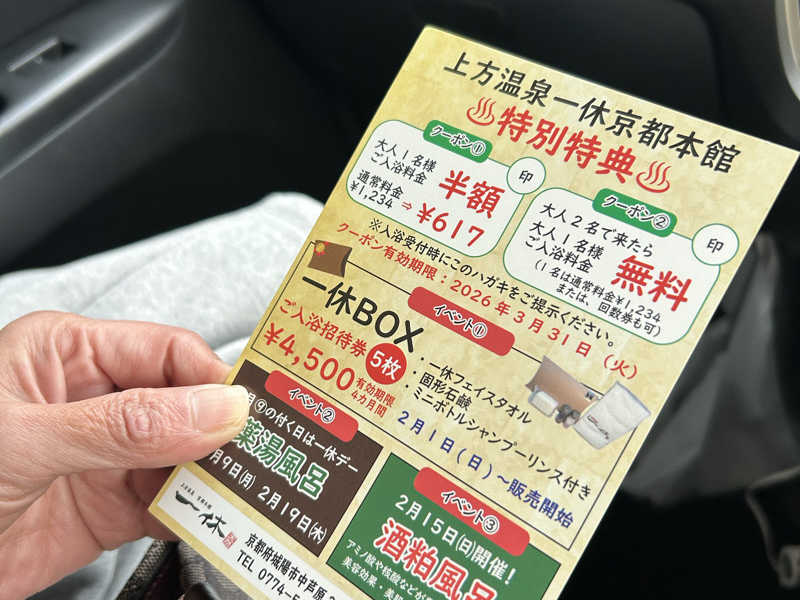 上方温泉一休京都本館
特別特典
クーポン①
印
大人1名様
ご入浴料金
半額
通常料金
¥1,234
⇒
¥617
クーポン②
印
大人2名で来たら
大人1名様
ご入浴料金
無料
(1名は通常料金¥1,234
または、回数券も可)
※入浴受付時にこのハガキをご提示ください。
クーポン有効期限：2026年3月31日（火）
イベント①
一休BOX
ご入浴招待券
5枚
¥4,500
有効期限
4カ月間
・一休フェイスタオル
・固形石鹸
・ミニボトルシャンプーリンス付き
2月1日(日)～販売開始
イベント②
⑨の付く日は一休デー
薬湯風呂
月9日(月) 2月19日(木)
イベント③
2月15日(日)開催！
酒粕風呂
アミノ酸や核酸などが
美容効果・美肌
一休
京都府城陽市中芦原
TEL 0774-5